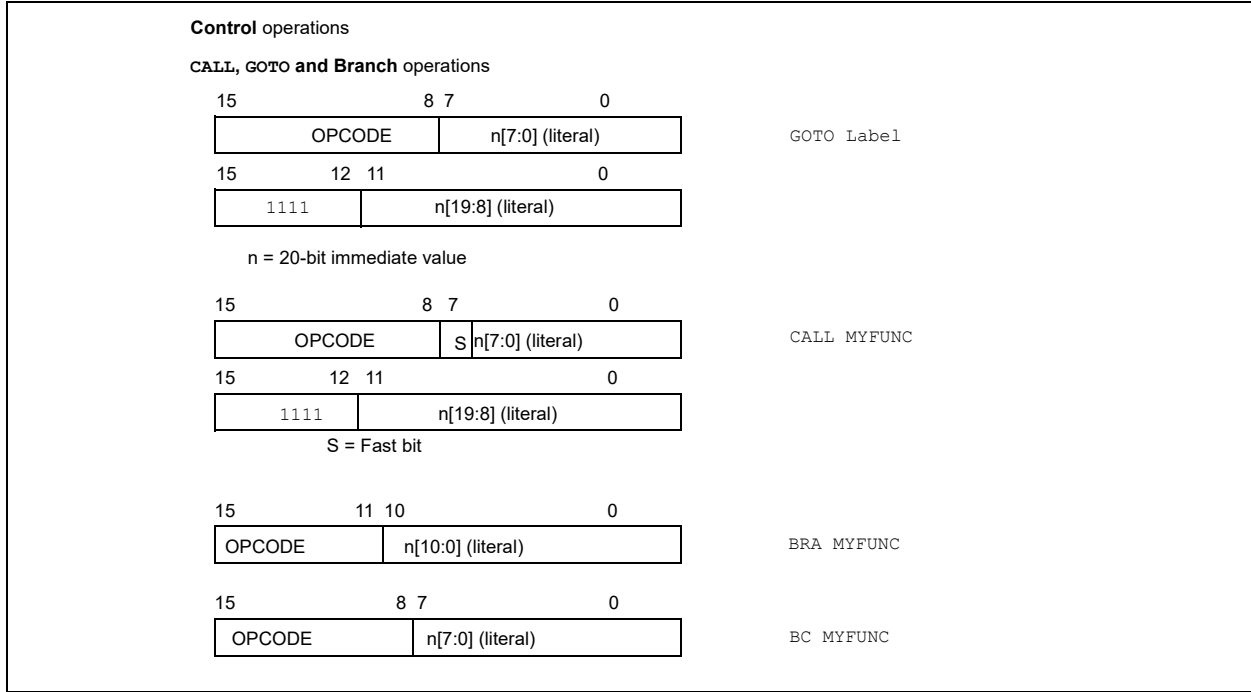 Control operations
CALL, GOTO and Branch operations
15 8 7 0
OPCODE n[7:0] (literal) GOTO Label
15 12 11 0
1111 n[19:8] (literal)
n = 20-bit immediate value
15 8 7 0
OPCODE S n[7:0] (literal) CALL MYFUNC
15 12 11 0
1111 n[19:8] (literal)
S = Fast bit
15 11 10 0
OPCODE n[10:0] (literal) BRA MYFUNC
15 8 7 0
OPCODE n[7:0] (literal) BC MYFUNC